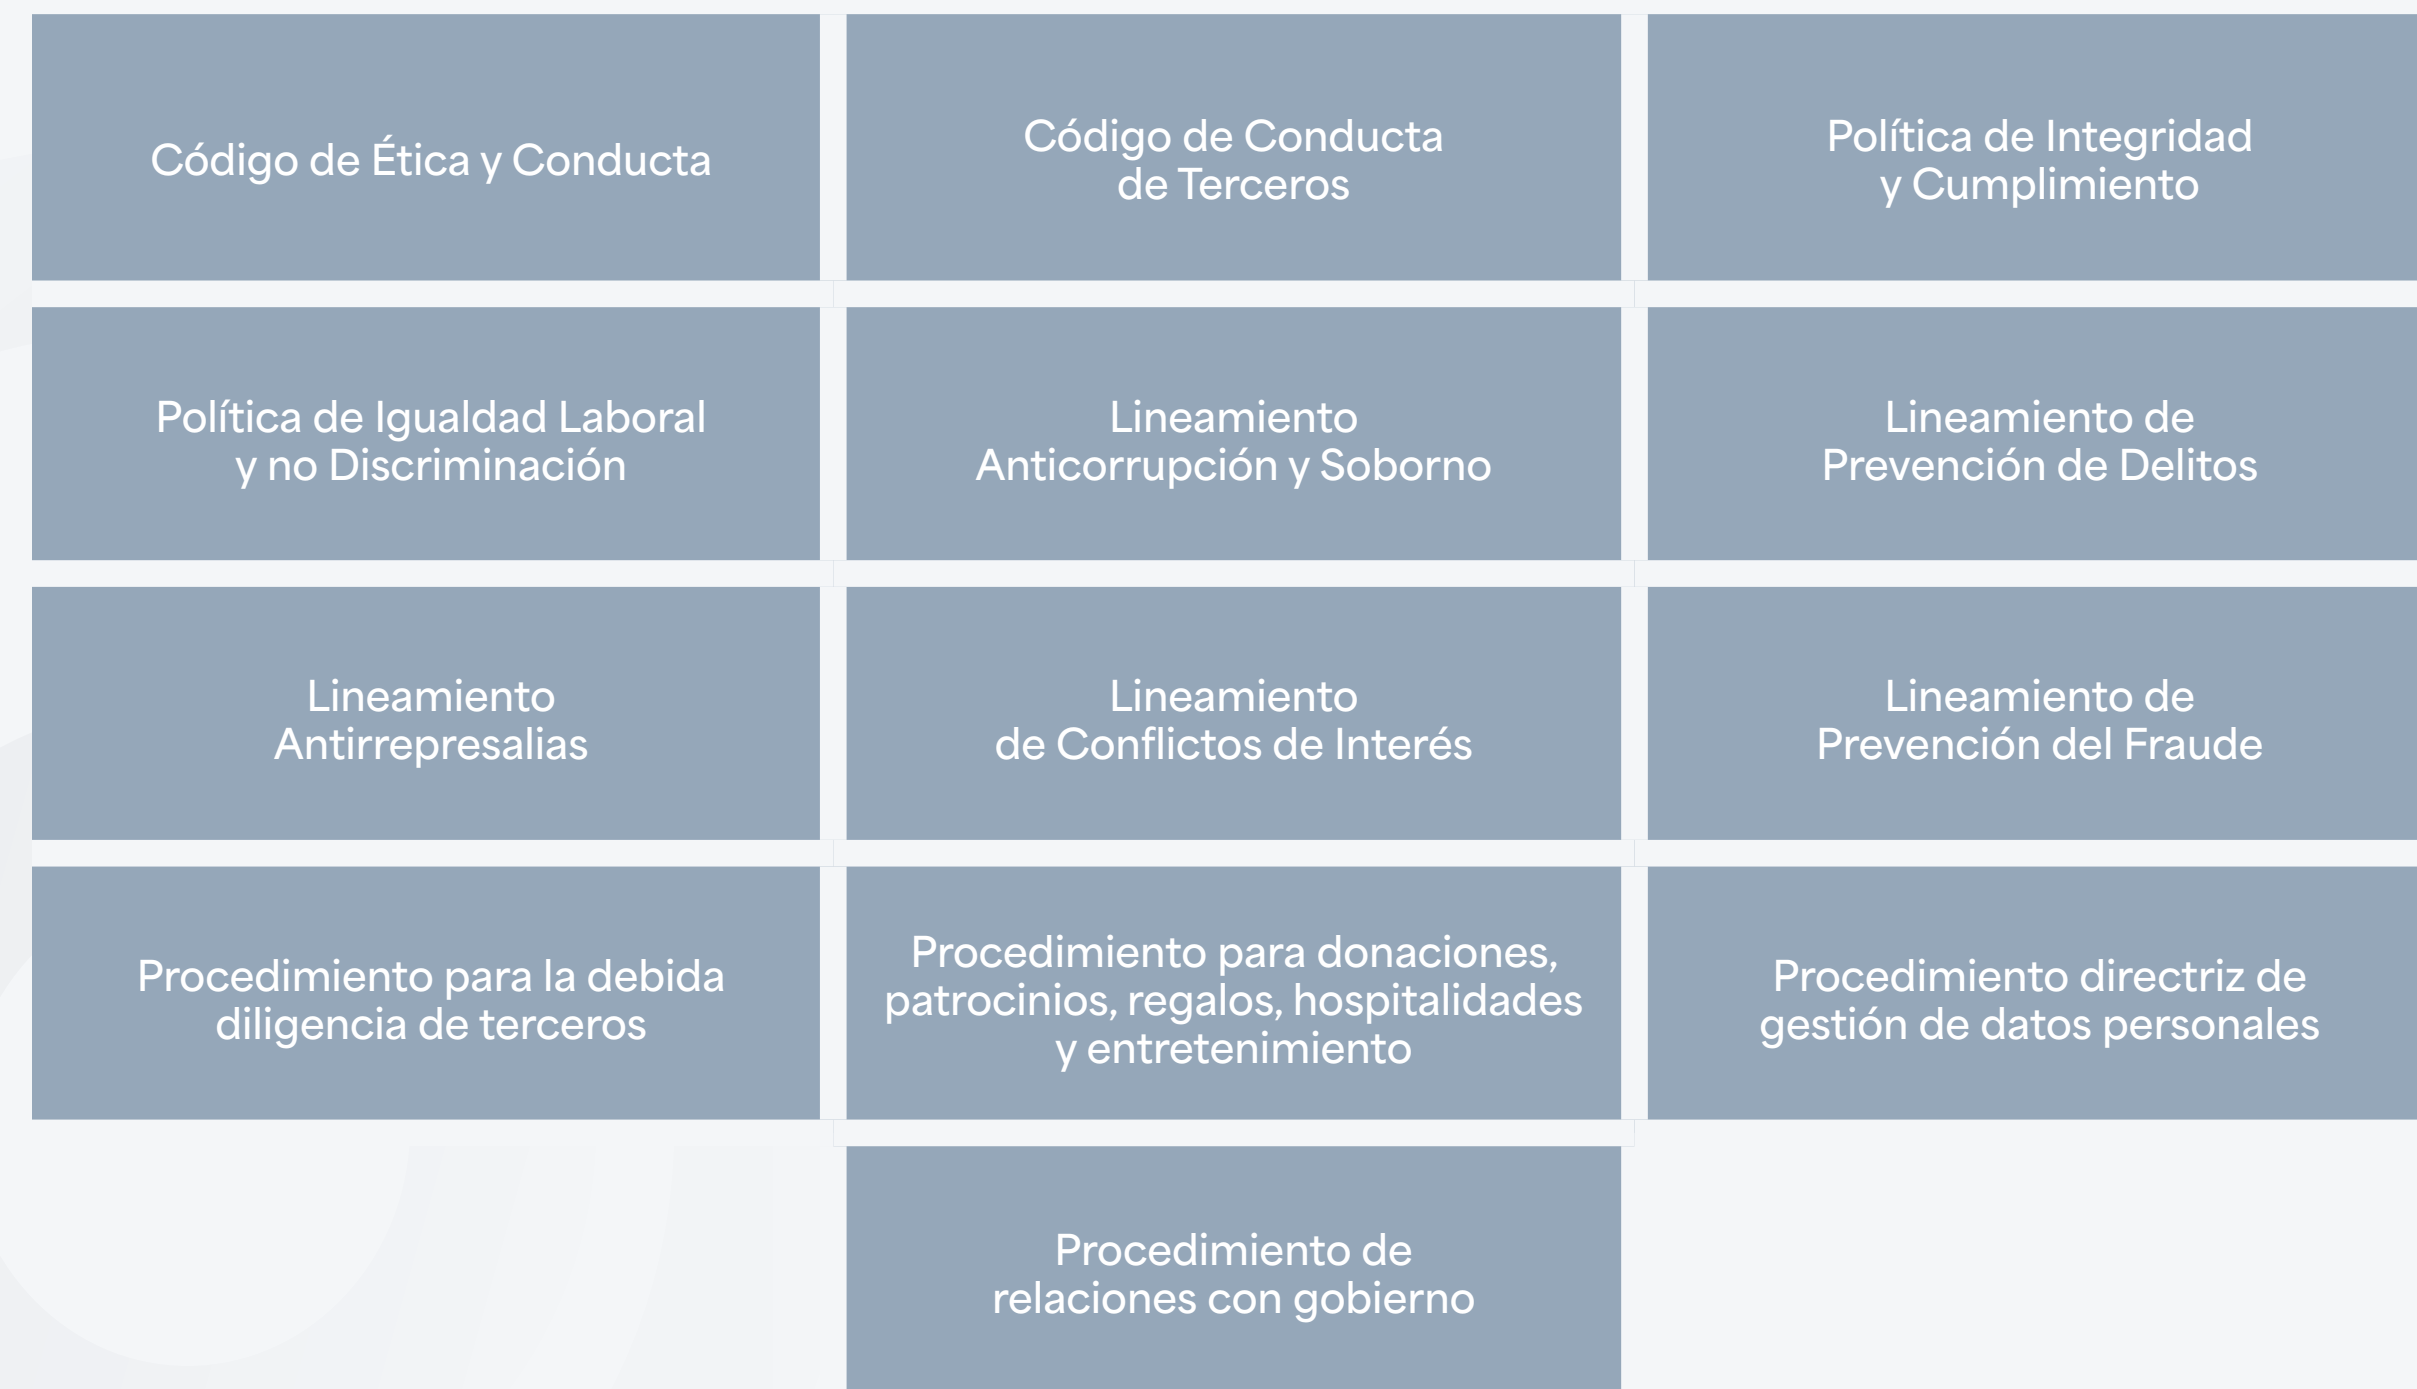 Código de Ética y Conducta
Código de Conducta
de Terceros
Política de Integridad
y Cumplimiento
Política de Igualdad Laboral
y no Discriminación
Lineamiento
Anticorrupción y Soborno
Lineamiento de
Prevención de Delitos
Lineamiento
Antirrepresalias
Lineamiento
de Conflictos de Interés
Lineamiento de
Prevención del Fraude
Procedimiento para la debida
diligencia de terceros
Procedimiento para donaciones,
patrocinios, regalos, hospitalidades
y entretenimiento
Procedimiento directriz de
gestión de datos personales
Procedimiento de
relaciones con gobierno